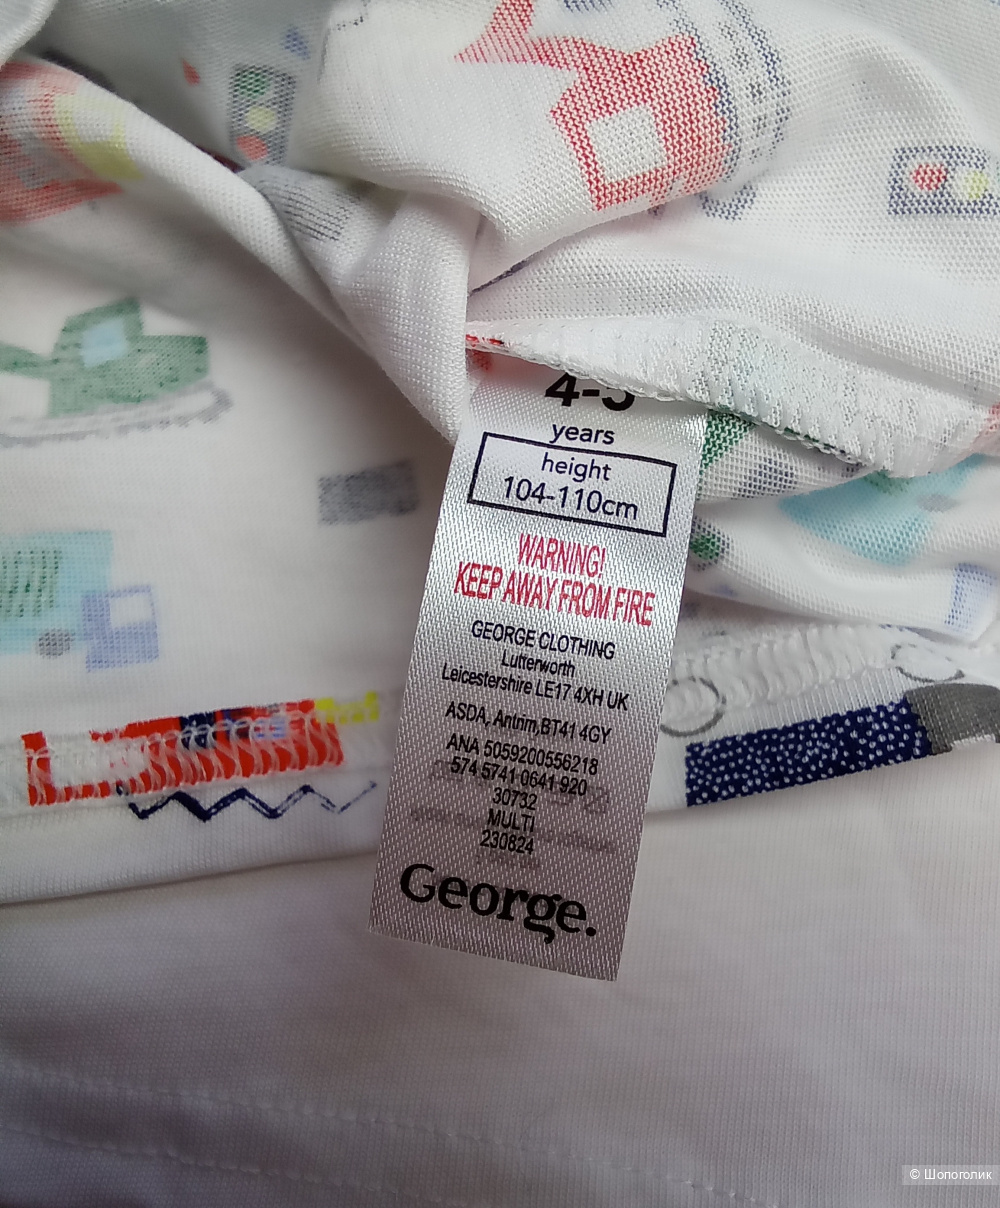 4-5
years
height
104-110cm
WARNING!
KEEP AWAY FROM FIRE
GEORGE CLOTHING
Lutterworth
Leicestershire LE17 4XH UK
ASDA, Antrim,BT41 4GY
ANA 5059200556218
574 5741 0641 920
30732
MULTI
230824
George.
© Шопоголик